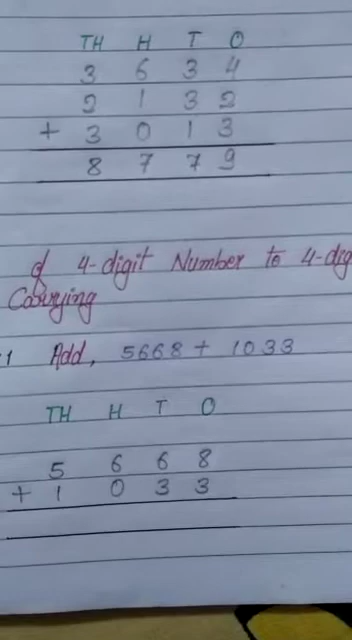 TH H T O
3 6 3 4
2 1 3 2
+ 3 0 1 3
8 7 7 9
of 4-digit Number to 4-dig
Carrying
1 Add, 5668 + 1033
TH H T O
5 6 6 8
+ 1 0 3 3